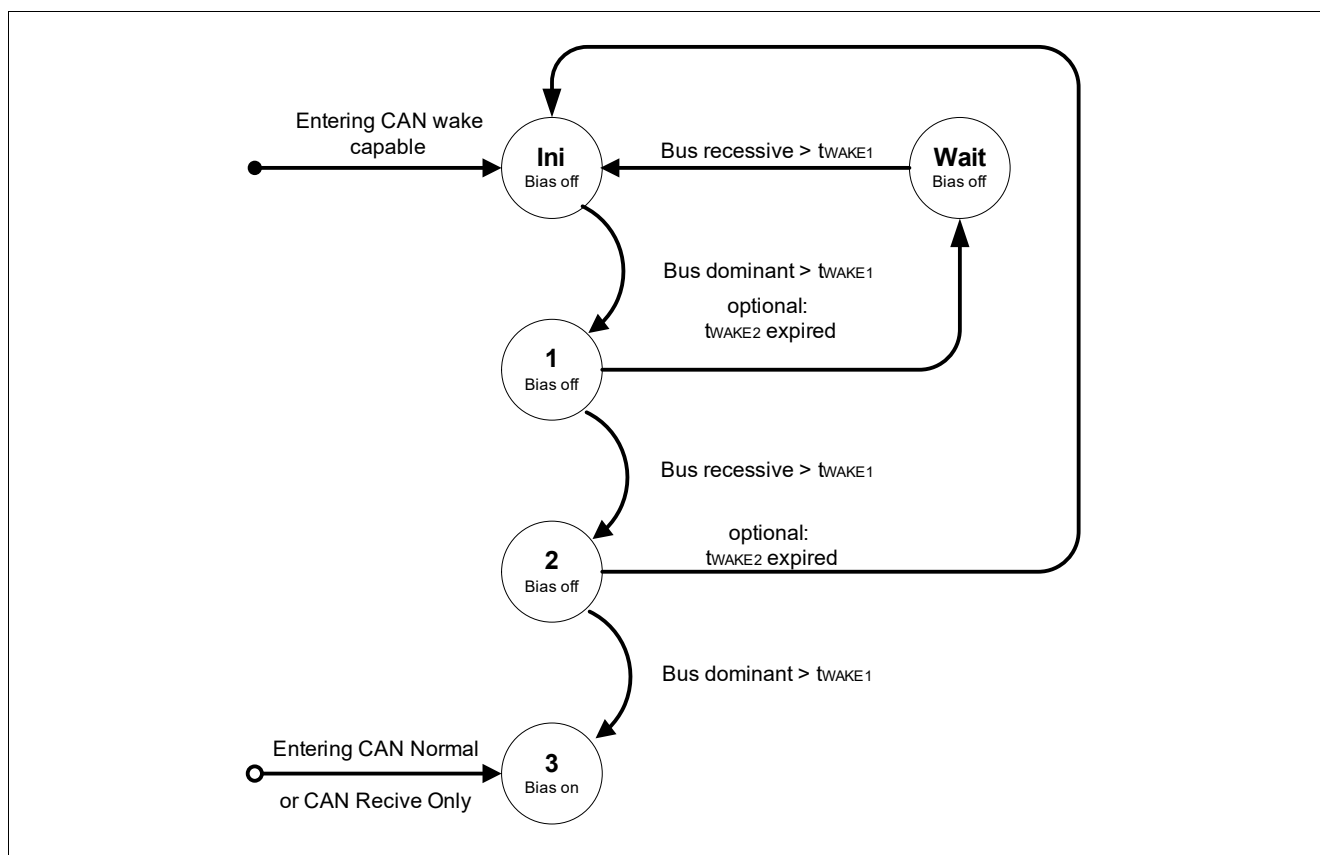 Entering CAN wake
capable
Ini
Bias off
Bus recessive > tWAKE1
Wait
Bias off
Bus dominant > tWAKE1
optional:
tWAKE2 expired
1
Bias off
Bus recessive > tWAKE1
optional:
tWAKE2 expired
2
Bias off
Bus dominant > tWAKE1
Entering CAN Normal
or CAN Recive Only
3
Bias on